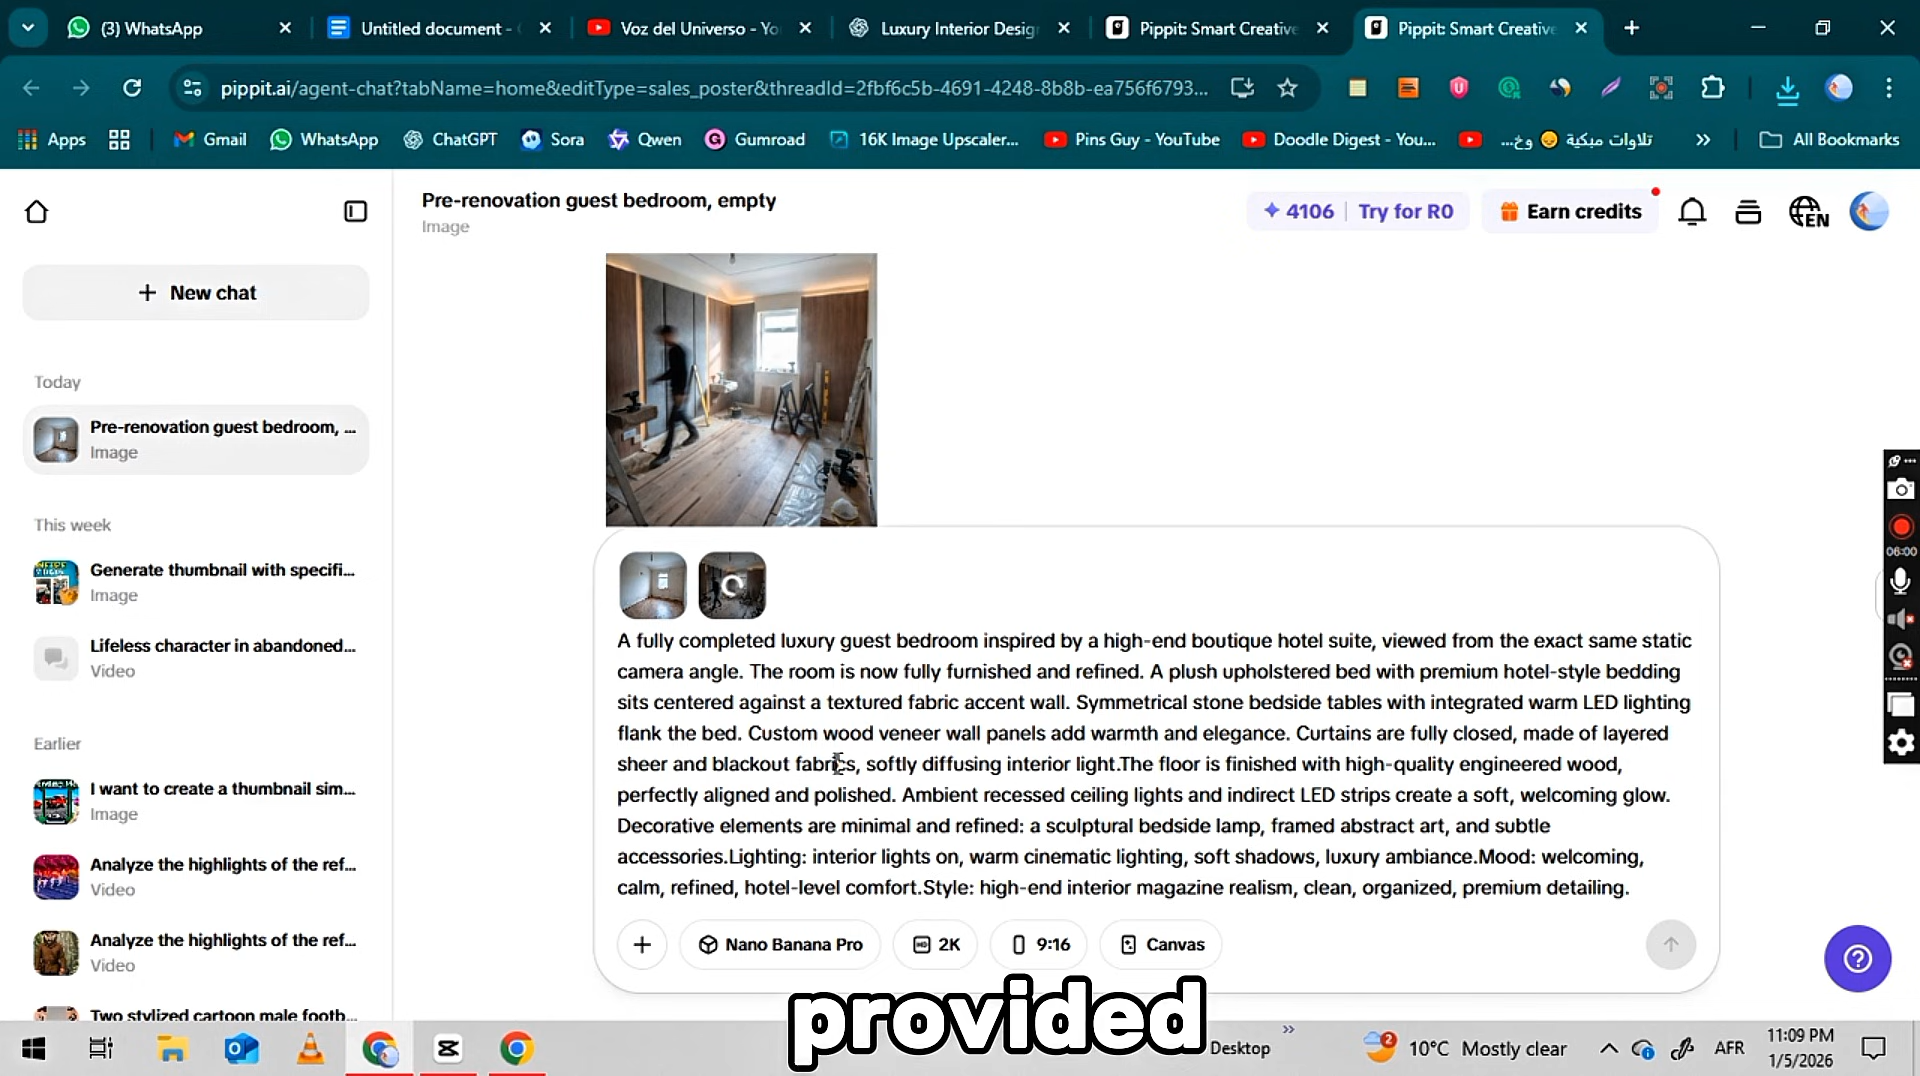 (3) WhatsApp
Untitled document -
Voz del Universo - Yo
Luxury Interior Desig
Pippit: Smart Creative
Pippit: Smart Creative
pippit.ai/agent-chat?tabName=home&editType=sales_poster&threadId=2fbf6c5b-4691-4248-8b8b-ea756f6793...
Apps
Gmail
WhatsApp
ChatGPT
Sora
Qwen
Gumroad
16K Image Upscaler...
Pins Guy - YouTube
Doodle Digest - You...
تلاوات مبكية 😔 وخ...
All Bookmarks
Pre-renovation guest bedroom, empty
Image
4106
Try for R0
Earn credits
EN
New chat
Today
Pre-renovation guest bedroom, ...
Image
This week
Generate thumbnail with specifi...
Image
Lifeless character in abandoned...
Video
Earlier
I want to create a thumbnail sim...
Image
Analyze the highlights of the ref...
Video
Analyze the highlights of the ref...
Video
Two stylized cartoon male footb...
A fully completed luxury guest bedroom inspired by a high-end boutique hotel suite, viewed from the exact same static
camera angle. The room is now fully furnished and refined. A plush upholstered bed with premium hotel-style bedding
sits centered against a textured fabric accent wall. Symmetrical stone bedside tables with integrated warm LED lighting
flank the bed. Custom wood veneer wall panels add warmth and elegance. Curtains are fully closed, made of layered
sheer and blackout fabrics, softly diffusing interior light.The floor is finished with high-quality engineered wood,
perfectly aligned and polished. Ambient recessed ceiling lights and indirect LED strips create a soft, welcoming glow.
Decorative elements are minimal and refined: a sculptural bedside lamp, framed abstract art, and subtle
accessories.Lighting: interior lights on, warm cinematic lighting, soft shadows, luxury ambiance.Mood: welcoming,
calm, refined, hotel-level comfort.Style: high-end interior magazine realism, clean, organized, premium detailing.
Nano Banana Pro
2K
9:16
Canvas
06:00
provided
Desktop
2
10°C Mostly clear
AFR
11:09 PM
1/5/2026